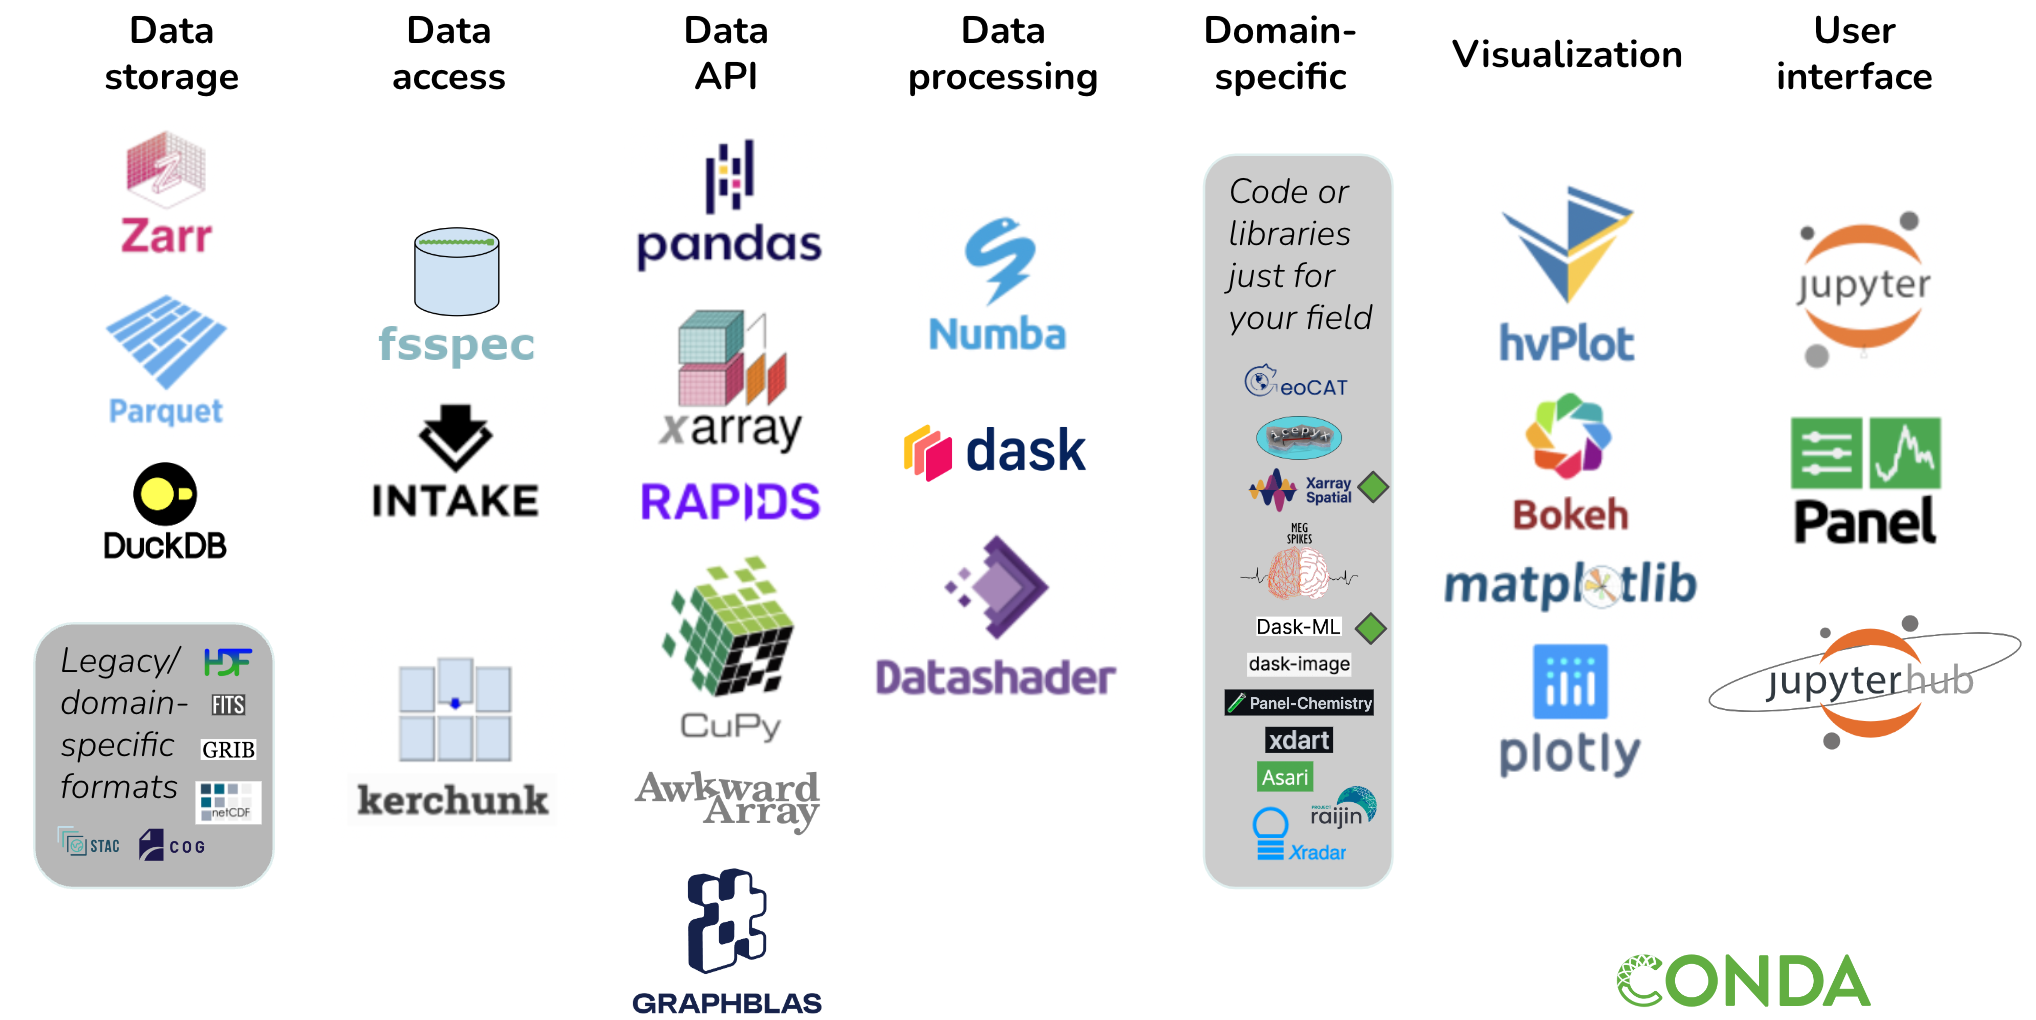 Data
storage
Data
access
Data
API
Data
processing
Domain-
specific
Visualization
User
interface
Zarr
Parquet
DuckDB
Legacy/
domain-
specific
formats
HDF
FITS
GRIB
netCDF
STAC
COG
fsspec
INTAKE
kerchunk
pandas
xarray
RAPIDS
CuPy
Awkward
Array
GRAPHBLAS
Numba
dask
Datashader
Code or
libraries
just for
your field
GeoCAT
icepyx
Xarray
Spatial
MEG
SPIKES
Dask-ML
dask-image
Panel-Chemistry
xdart
Asari
PROJECT
raijin
Xradar
hvPlot
Bokeh
matplotlib
plotly
jupyter
Panel
jupyterhub
CONDA